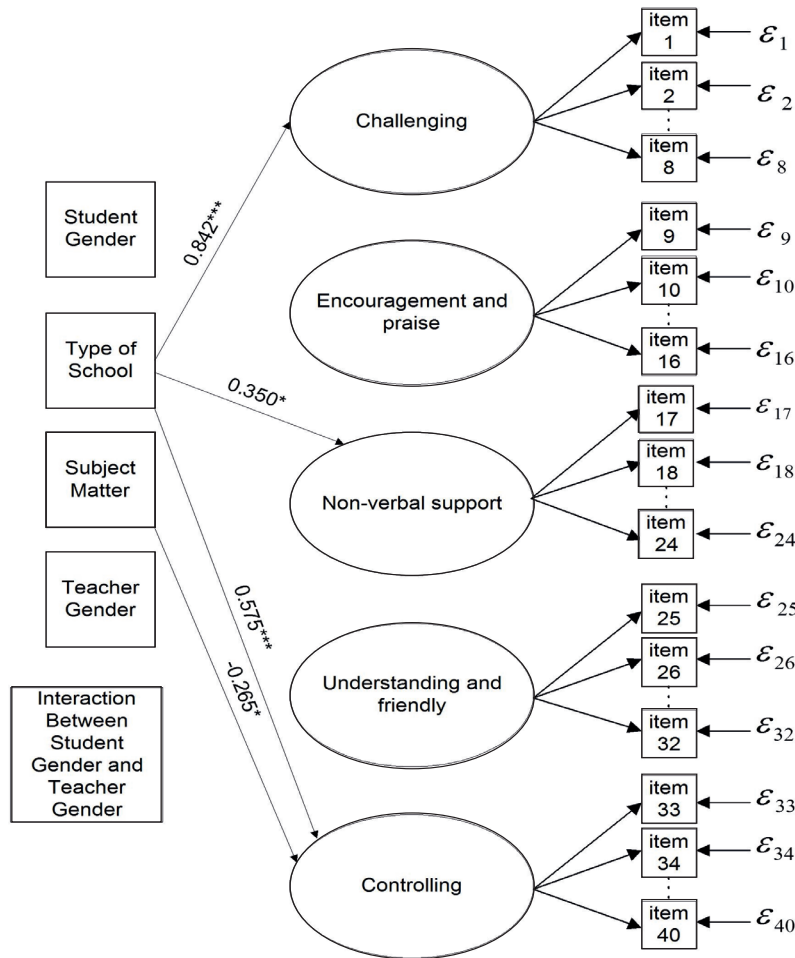 Student
Gender
Type of
School
Subject
Matter
Teacher
Gender
Interaction
Between
Student
Gender and
Teacher
Gender
0.842***
0.350*
0.575***
-0.265*
Challenging
Encouragement and
praise
Non-verbal support
Understanding and
friendly
Controlling
item
1
ε1
item
2
ε2
item
8
ε8
item
9
ε9
item
10
ε10
item
16
ε16
item
17
ε17
item
18
ε18
item
24
ε24
item
25
ε25
item
26
ε26
item
32
ε32
item
33
ε33
item
34
ε34
item
40
ε40